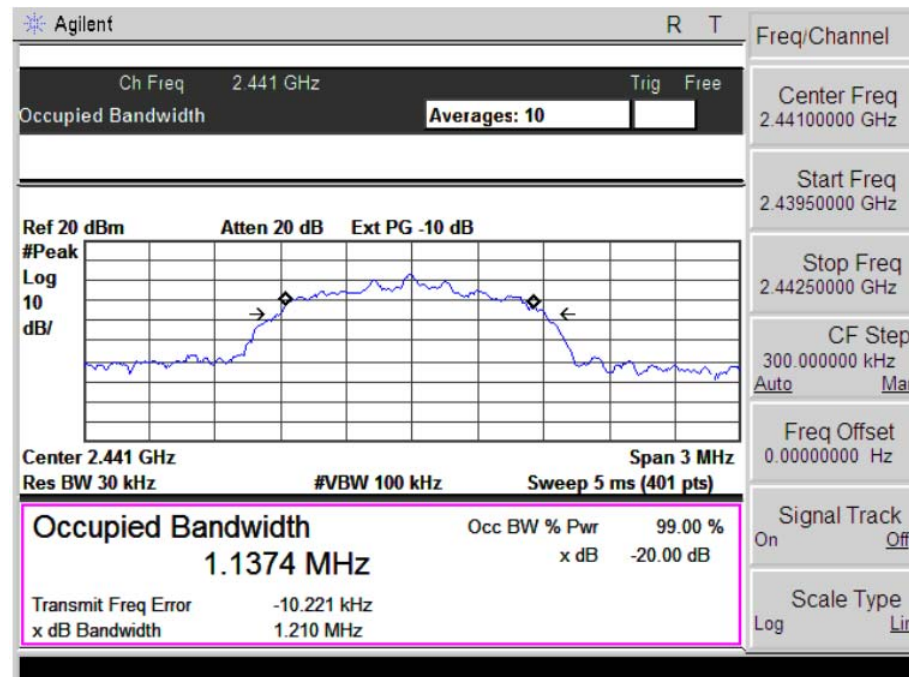 Agilent R T
Freq/Channel
Ch Freq 2.441 GHz Trig Free
Occupied Bandwidth Averages: 10
Center Freq
2.44100000 GHz
Start Freq
2.43950000 GHz
Stop Freq
2.44250000 GHz
CF Step
300.000000 kHz
Auto Ma
Freq Offset
0.00000000 Hz
Signal Track
On Off
Scale Type
Log Lin
Ref 20 dBm Atten 20 dB Ext PG -10 dB
#Peak
Log
10
dB/
Center 2.441 GHz Span 3 MHz
Res BW 30 kHz #VBW 100 kHz Sweep 5 ms (401 pts)
Occupied Bandwidth Occ BW % Pwr 99.00 %
1.1374 MHz x dB -20.00 dB
Transmit Freq Error -10.221 kHz
x dB Bandwidth 1.210 MHz